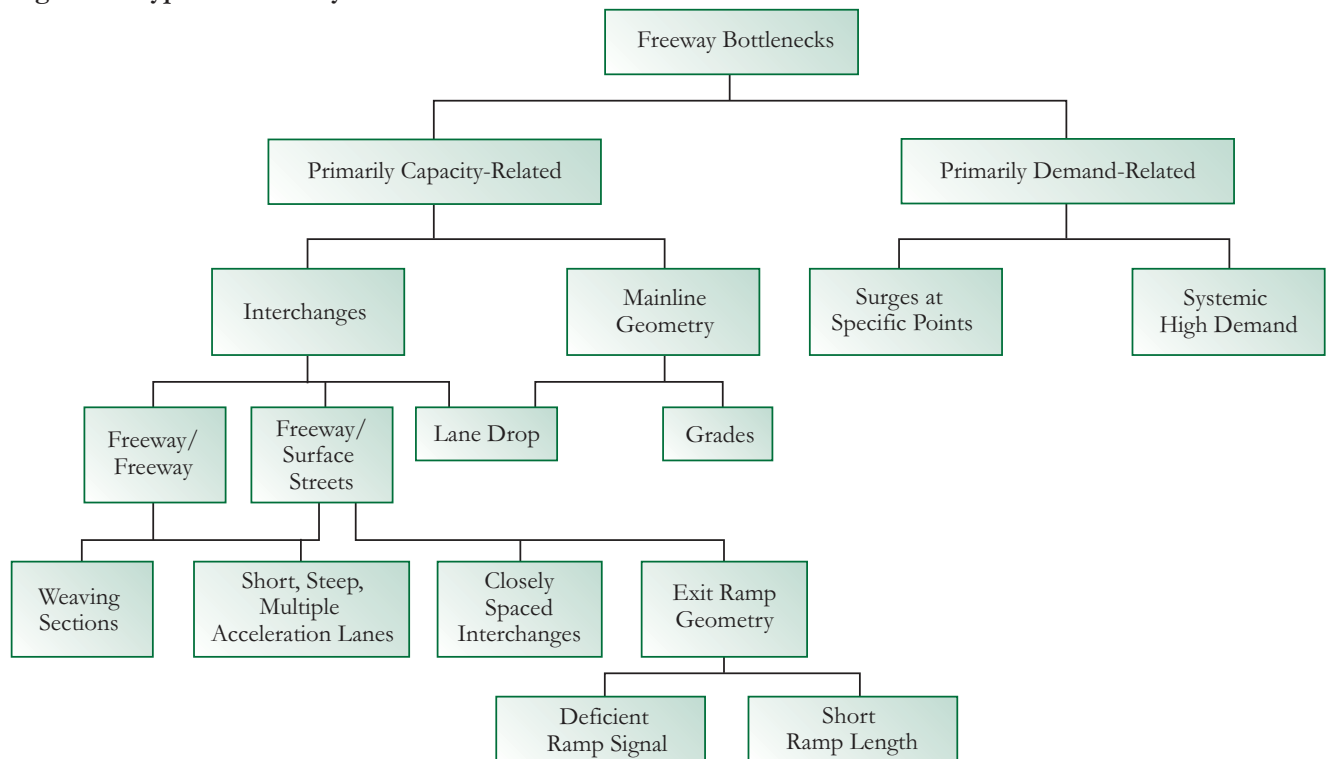 Freeway Bottlenecks
Primarily Capacity-Related
Primarily Demand-Related
Interchanges
Mainline
Geometry
Surges at
Specific Points
Systemic
High Demand
Freeway/
Freeway
Freeway/
Surface
Streets
Lane Drop
Grades
Weaving
Sections
Short, Steep,
Multiple
Acceleration Lanes
Closely
Spaced
Interchanges
Exit Ramp
Geometry
Deficient
Ramp Signal
Short
Ramp Length